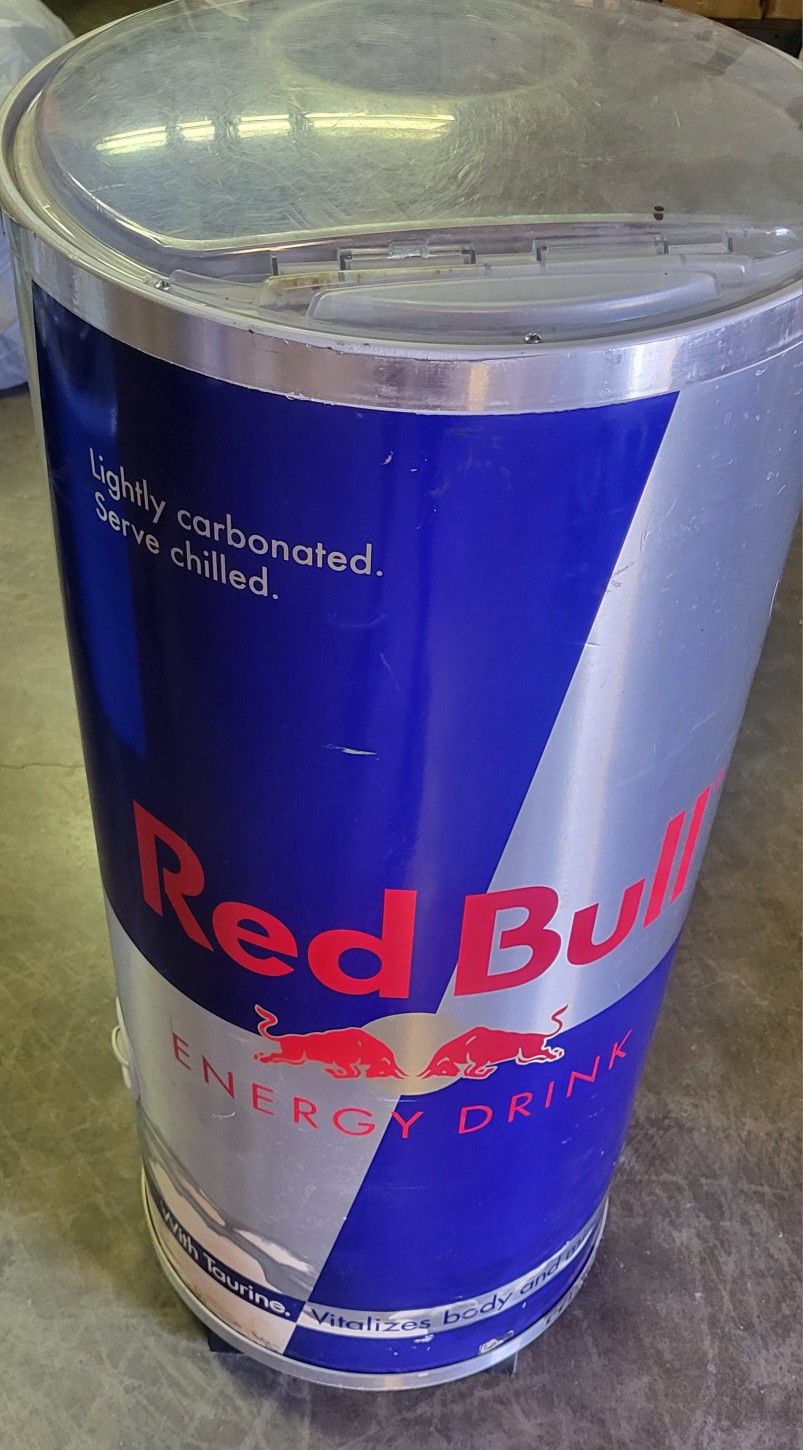 Lightly carbonated.
Serve chilled.
Red Bull
ENERGY DRINK
With Taurine. Vitalizes body and